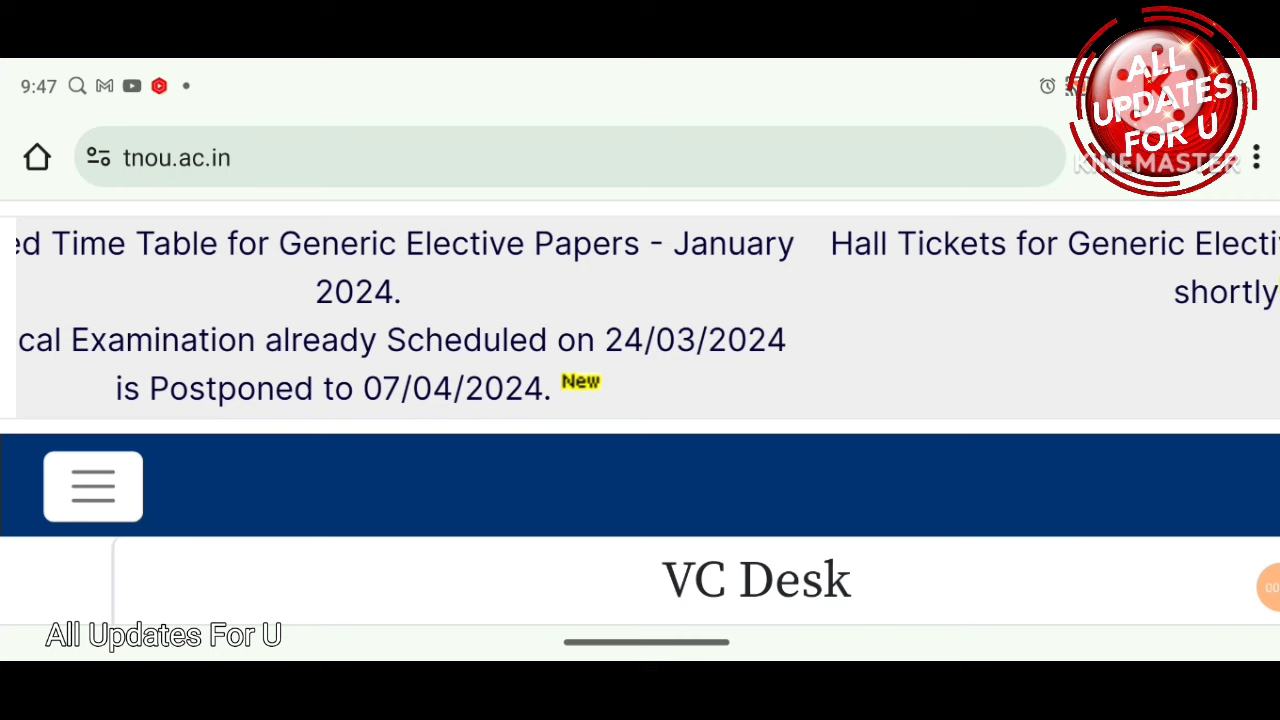 9:47
tnou.ac.in
ALL
UPDATES
FOR U
KINEMASTER
ed Time Table for Generic Elective Papers - January
2024.
cal Examination already Scheduled on 24/03/2024
is Postponed to 07/04/2024. New
Hall Tickets for Generic Electi
shortly
VC Desk
00
All Updates For U